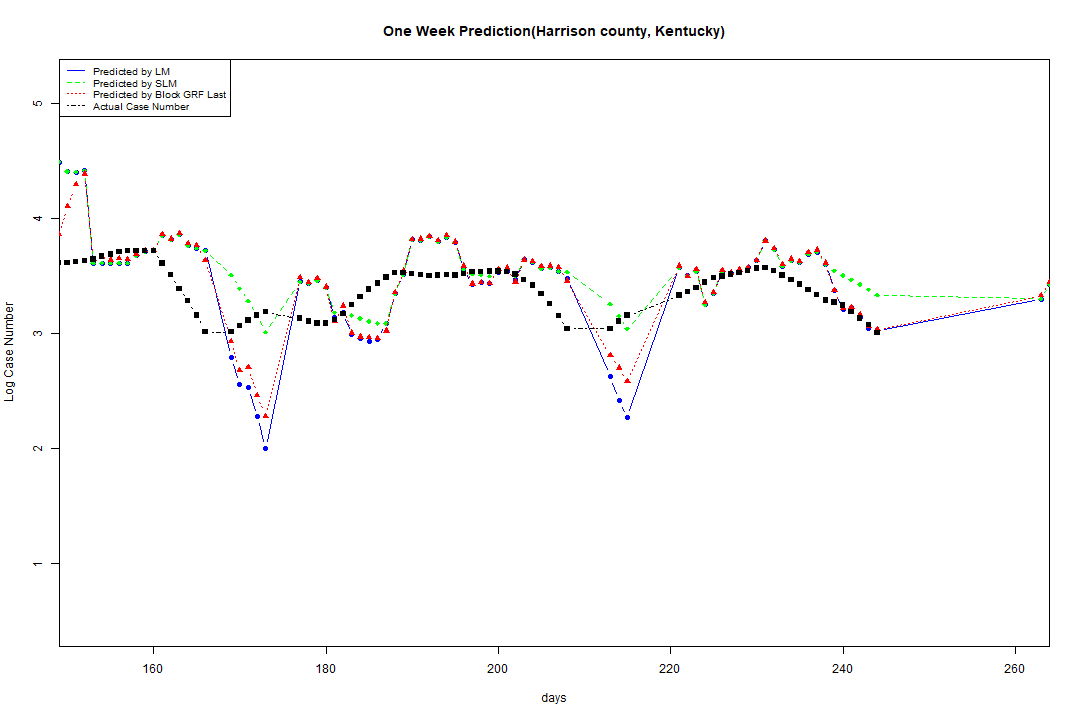 One Week Prediction(Harrison county, Kentucky)
Predicted by LM
Predicted by SLM
Predicted by Block GRF Last
Actual Case Number
5
4
3
2
1
Log Case Number
160 180 200 220 240 260
days